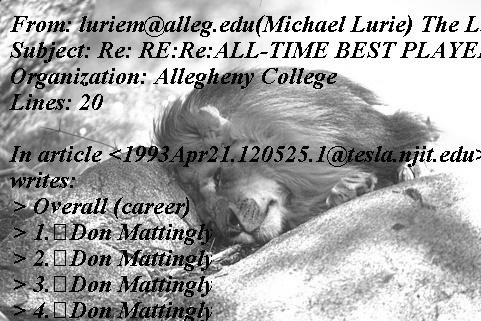 From: luriem@alleg.edu(Michael Lurie) The
Subject: Re: RE:Re:ALL-TIME BEST
Organization: Allegheny College
Lines: 20
In article <1993Apr21.120525.1@tesla.njit.edu>
writes:
> Overall (career)
> 1. Don Mattingly
> 2. Don Mattingly
> 3. Don Mattingly
> 4. Don Mattingly